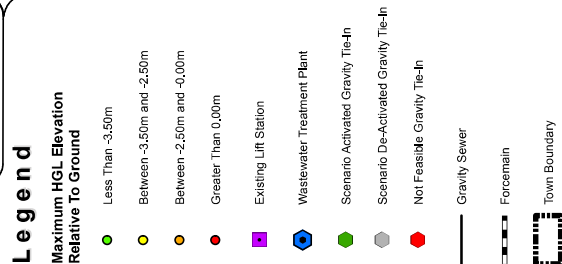 Legend
Maximum HGL Elevation
Relative To Ground
Less Than -3.50m
Between -3.50m and -2.50m
Between -2.50m and -0.00m
Greater Than 0.00m
Existing Lift Station
Wastewater Treatment Plant
Scenario Activated Gravity Tie-In
Scenario De-Activated Gravity Tie-In
Not Feasible Gravity Tie-In
Gravity Sewer
Forcemain
Town Boundary